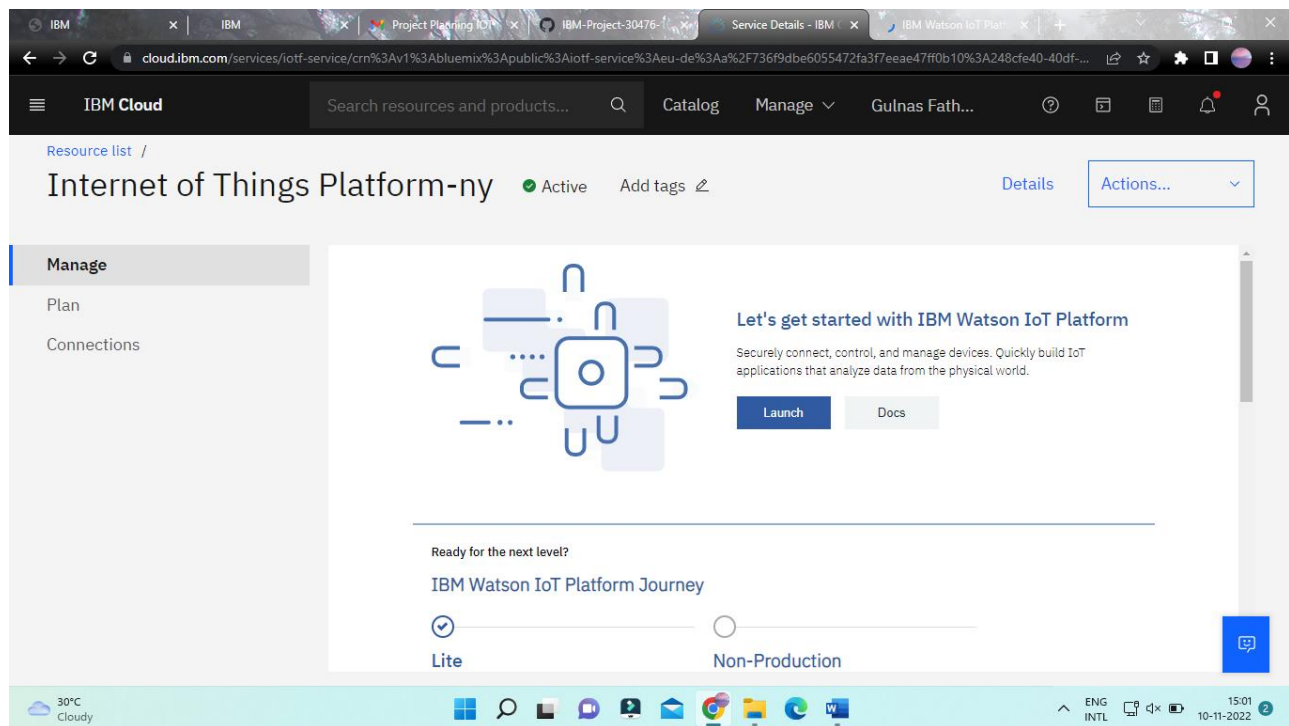 IBM
IBM
Project Planning
IBM-Project-30476-
Service Details - IBM C
IBM Watson IoT Plat
cloud.ibm.com/services/iotf-service/crn%3Av1%3Abluemix%3Apublic%3Aiotf-service%3Aeu-de%3Aa%2F736f9dbe6055472fa3f7eeae47ff0b10%3A248cfe40-40df-...
IBM Cloud
Search resources and products...
Catalog
Manage
Gulnas Fath...
Resource list /
Internet of Things Platform-ny
Active
Add tags
Details
Actions...
Manage
Plan
Connections
Let's get started with IBM Watson IoT Platform
Securely connect, control, and manage devices. Quickly build IoT
applications that analyze data from the physical world.
Launch
Docs
Ready for the next level?
IBM Watson IoT Platform Journey
Lite
Non-Production
30°C
Cloudy
ENG
INTL
15:01
10-11-2022
2